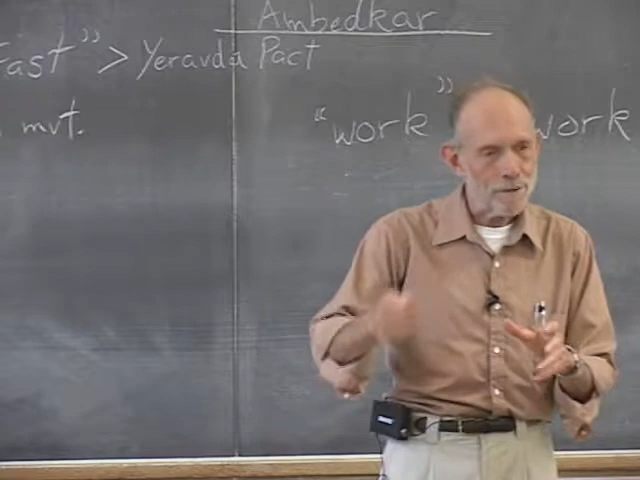 Ambedkar
Fast" > Yeravda Pact
mvt.
"work" work